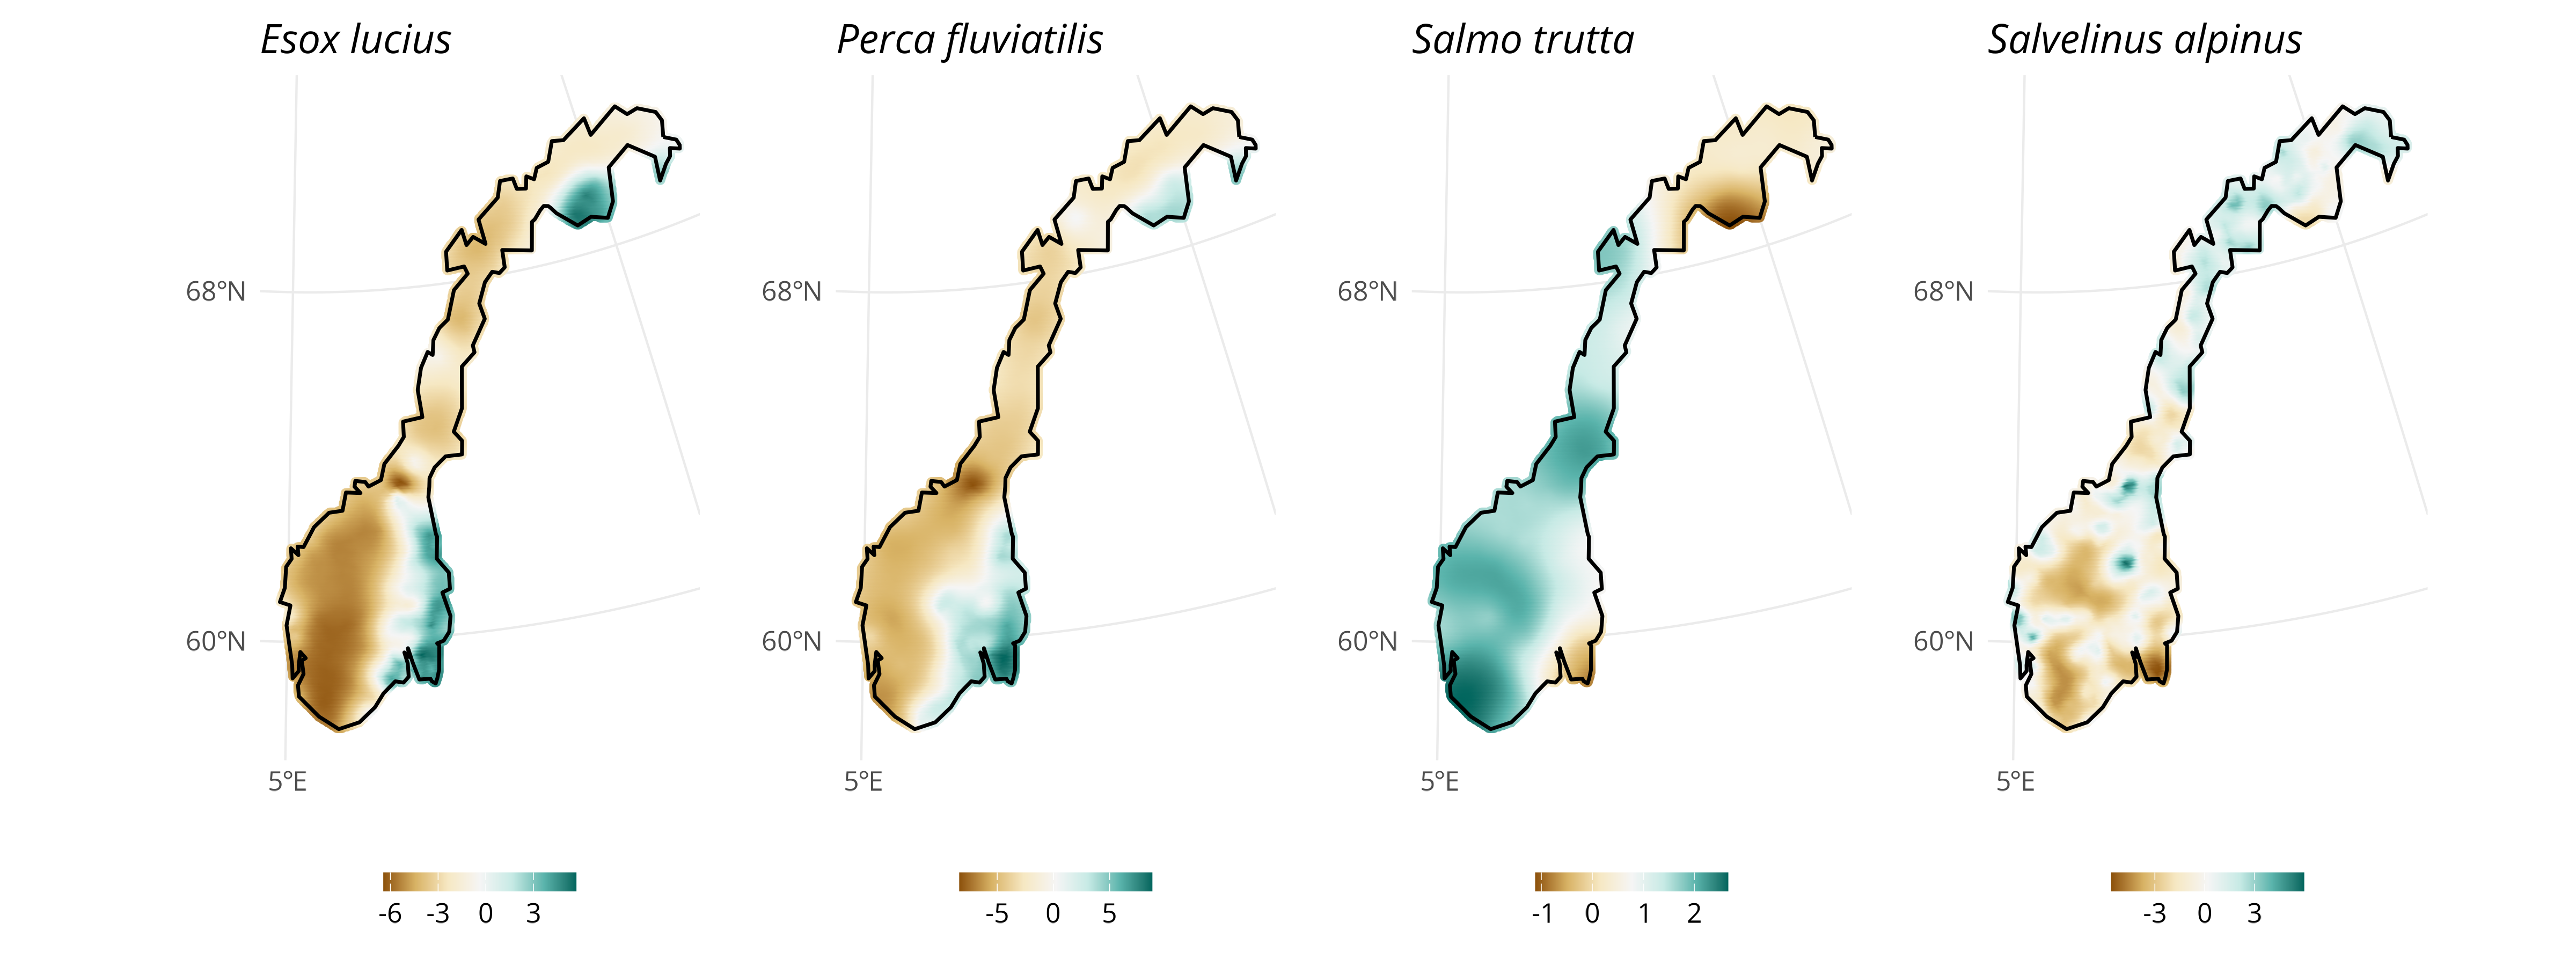 Esox lucius
Perca fluviatilis
Salmo trutta
Salvelinus alpinus
68°N
68°N
68°N
68°N
60°N
60°N
60°N
60°N
5°E
5°E
5°E
5°E
-6 -3 0 3
-5 0 5
-1 0 1 2
-3 0 3